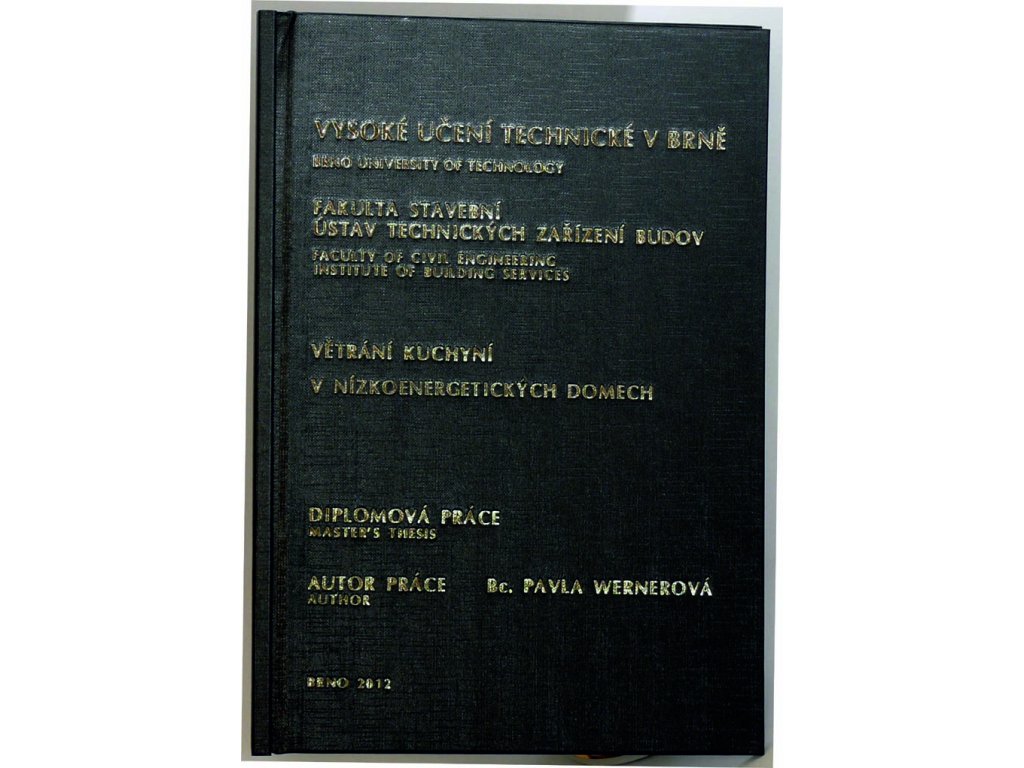 VYSOKÉ UČENÍ TECHNICKÉ V BRNĚ
BRNO UNIVERSITY OF TECHNOLOGY
FAKULTA STAVEBNÍ
ÚSTAV TECHNICKÝCH ZAŘÍZENÍ BUDOV
FACULTY OF CIVIL ENGINEERING
INSTITUTE OF BUILDING SERVICES
VĚTRÁNÍ KUCHYNÍ
V NÍZKOENERGETICKÝCH DOMECH
DIPLOMOVÁ PRÁCE
MASTER'S THESIS
AUTOR PRÁCE Bc. PAVLA WERNEROVÁ
AUTHOR
BRNO 2012